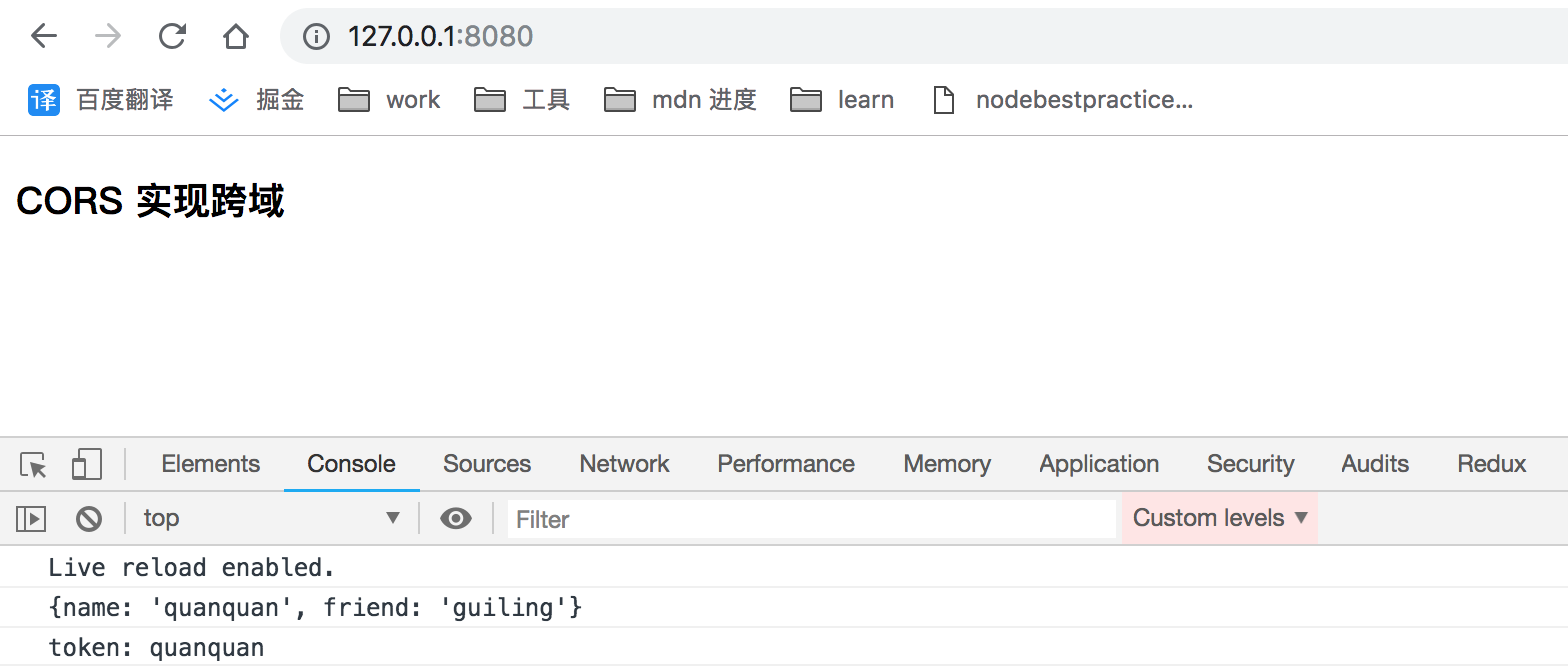 127.0.0.1:8080
译 百度翻译 掘金 work 工具 mdn 进度 learn nodebestpractice...
CORS 实现跨域
Elements Console Sources Network Performance Memory Application Security Audits Redux
top Filter Custom levels
Live reload enabled.
{name: 'quanquan', friend: 'guiling'}
token: quanquan